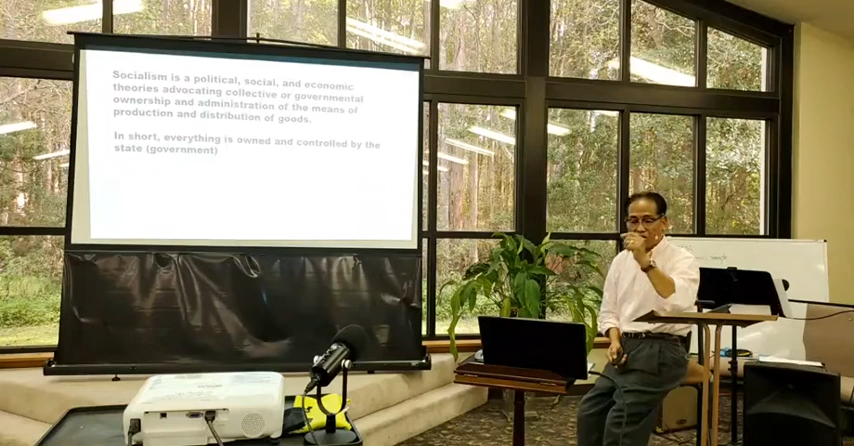 Socialism is a political, social, and economic
theories advocating collective or governmental
ownership and administration of the means of
production and distribution of goods.
In short, everything is owned and controlled by the
state (government)